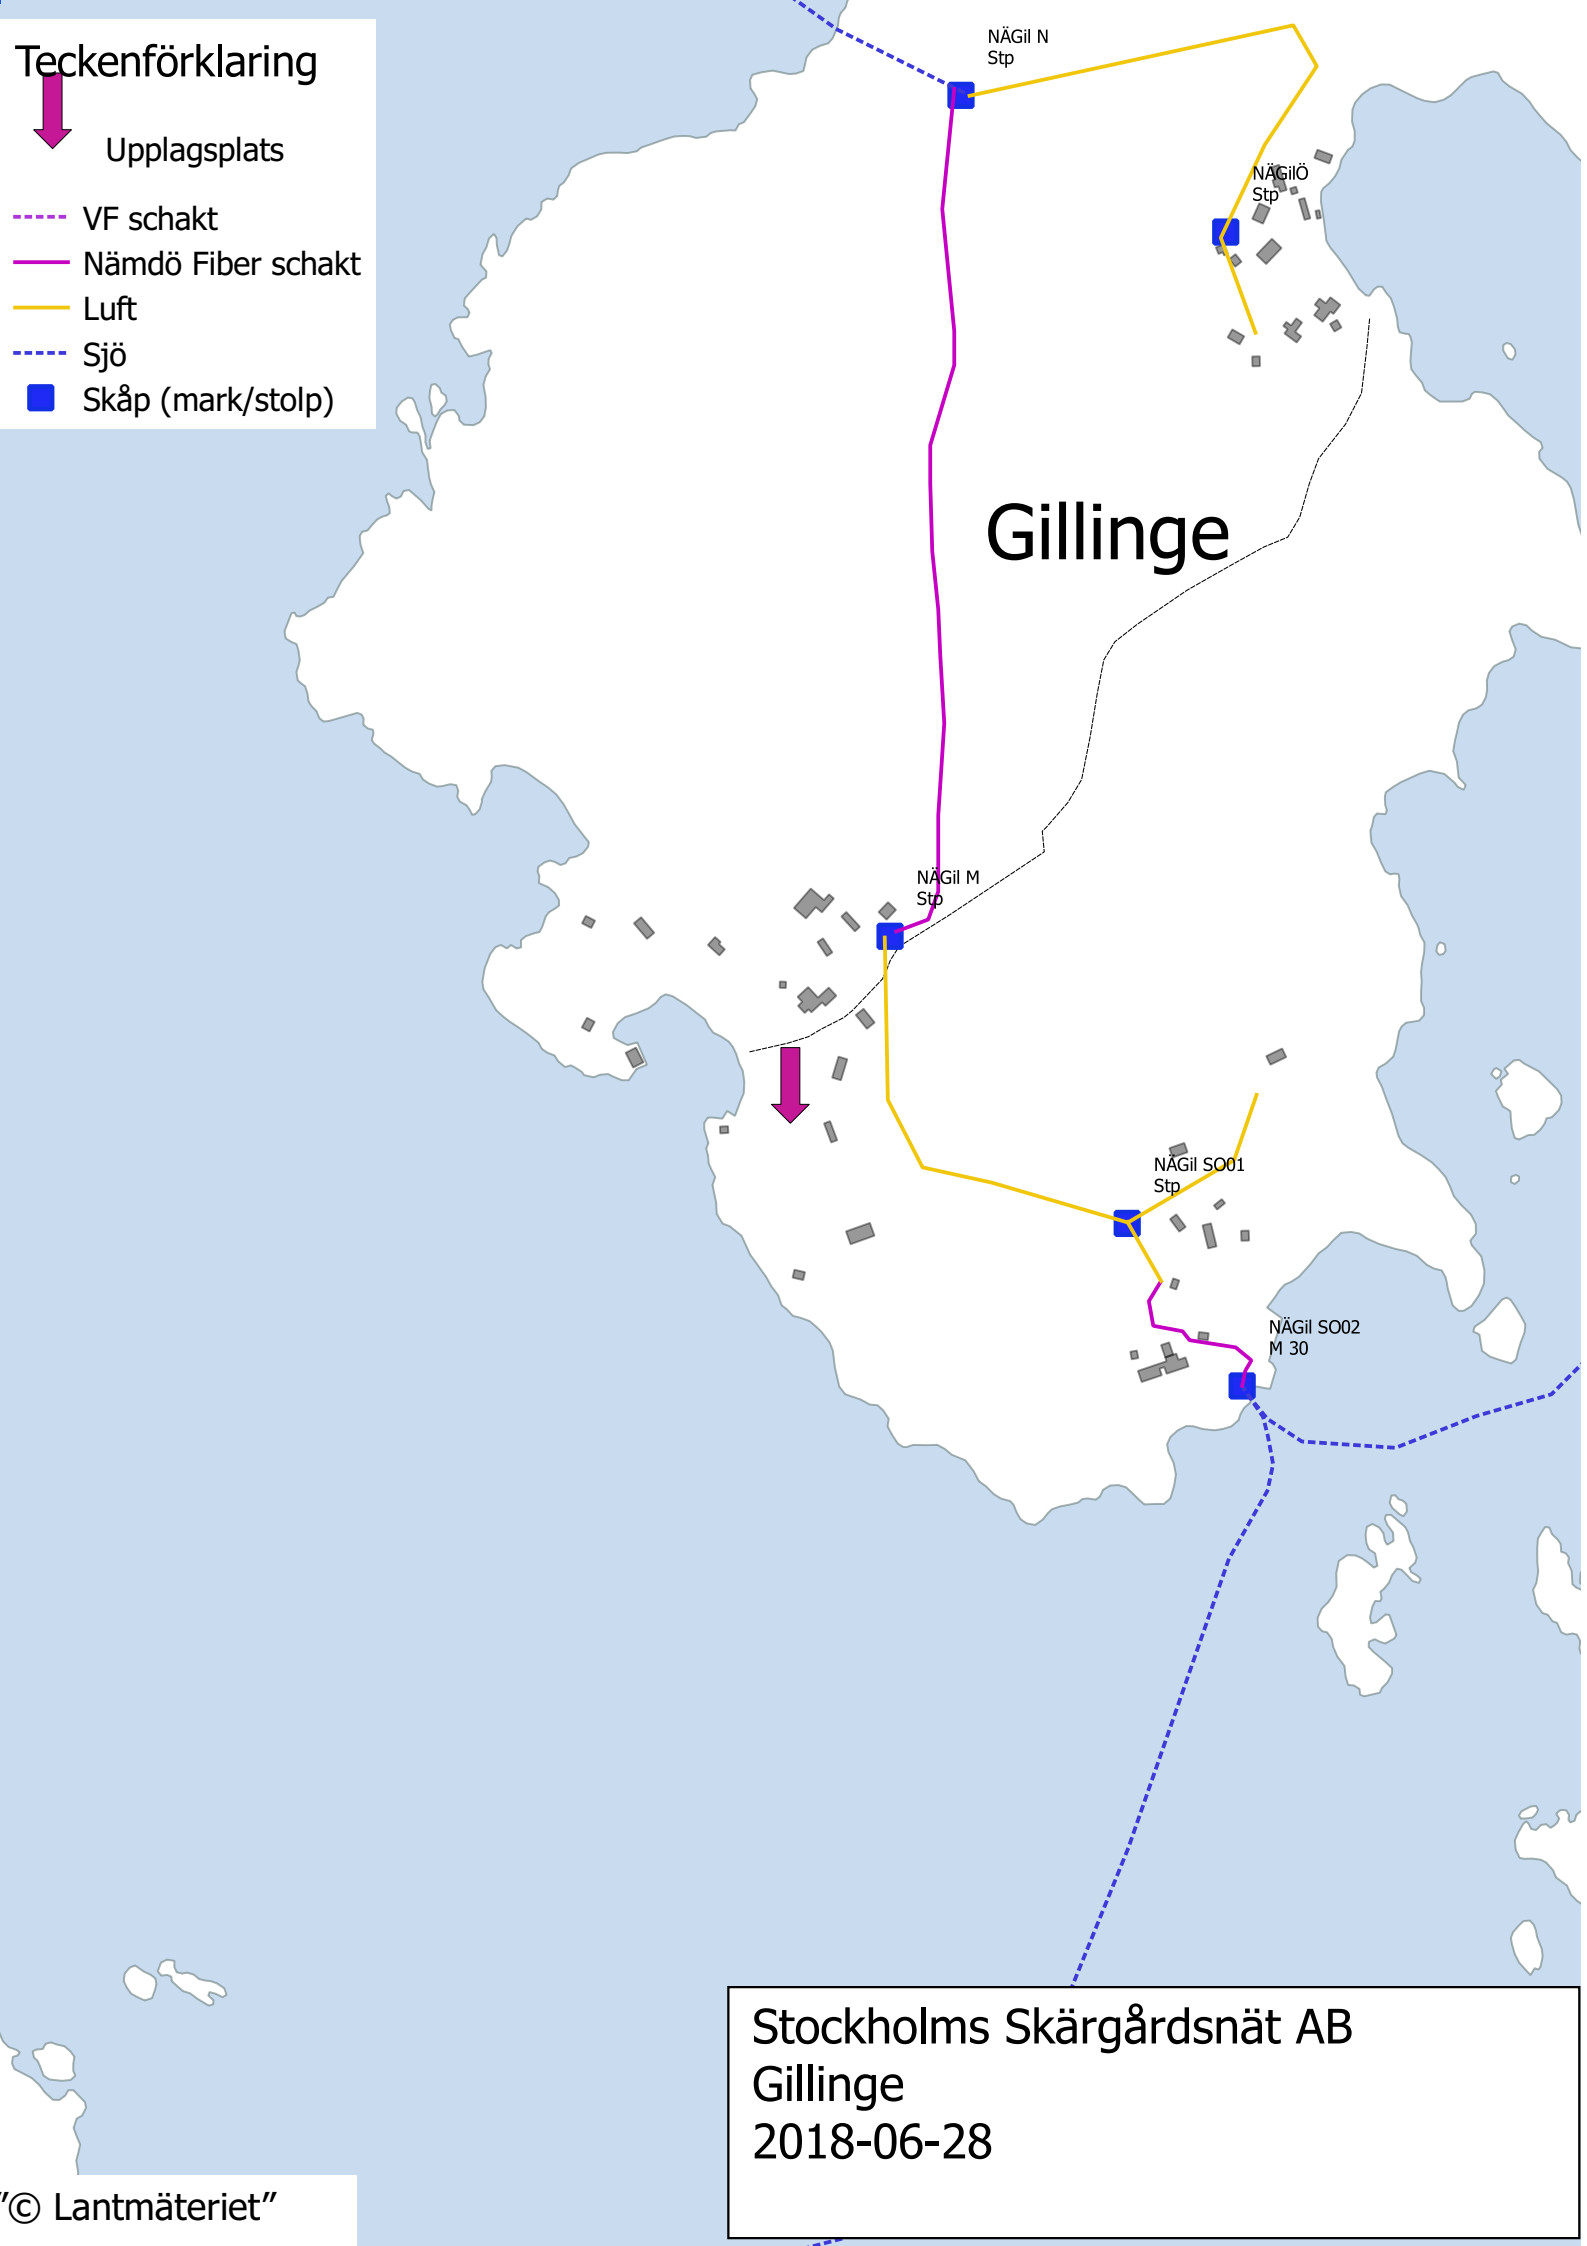 Teckenförklaring
Upplagsplats
VF schakt
Nämdö Fiber schakt
Luft
Sjö
Skåp (mark/stolp)
NÄGil N
Stp
NÄGilÖ
Stp
Gillinge
NÄGil M
Stp
NÄGil SO01
Stp
NÄGil SO02
M 30
Stockholms Skärgårdsnät AB
Gillinge
2018-06-28
"© Lantmäteriet”